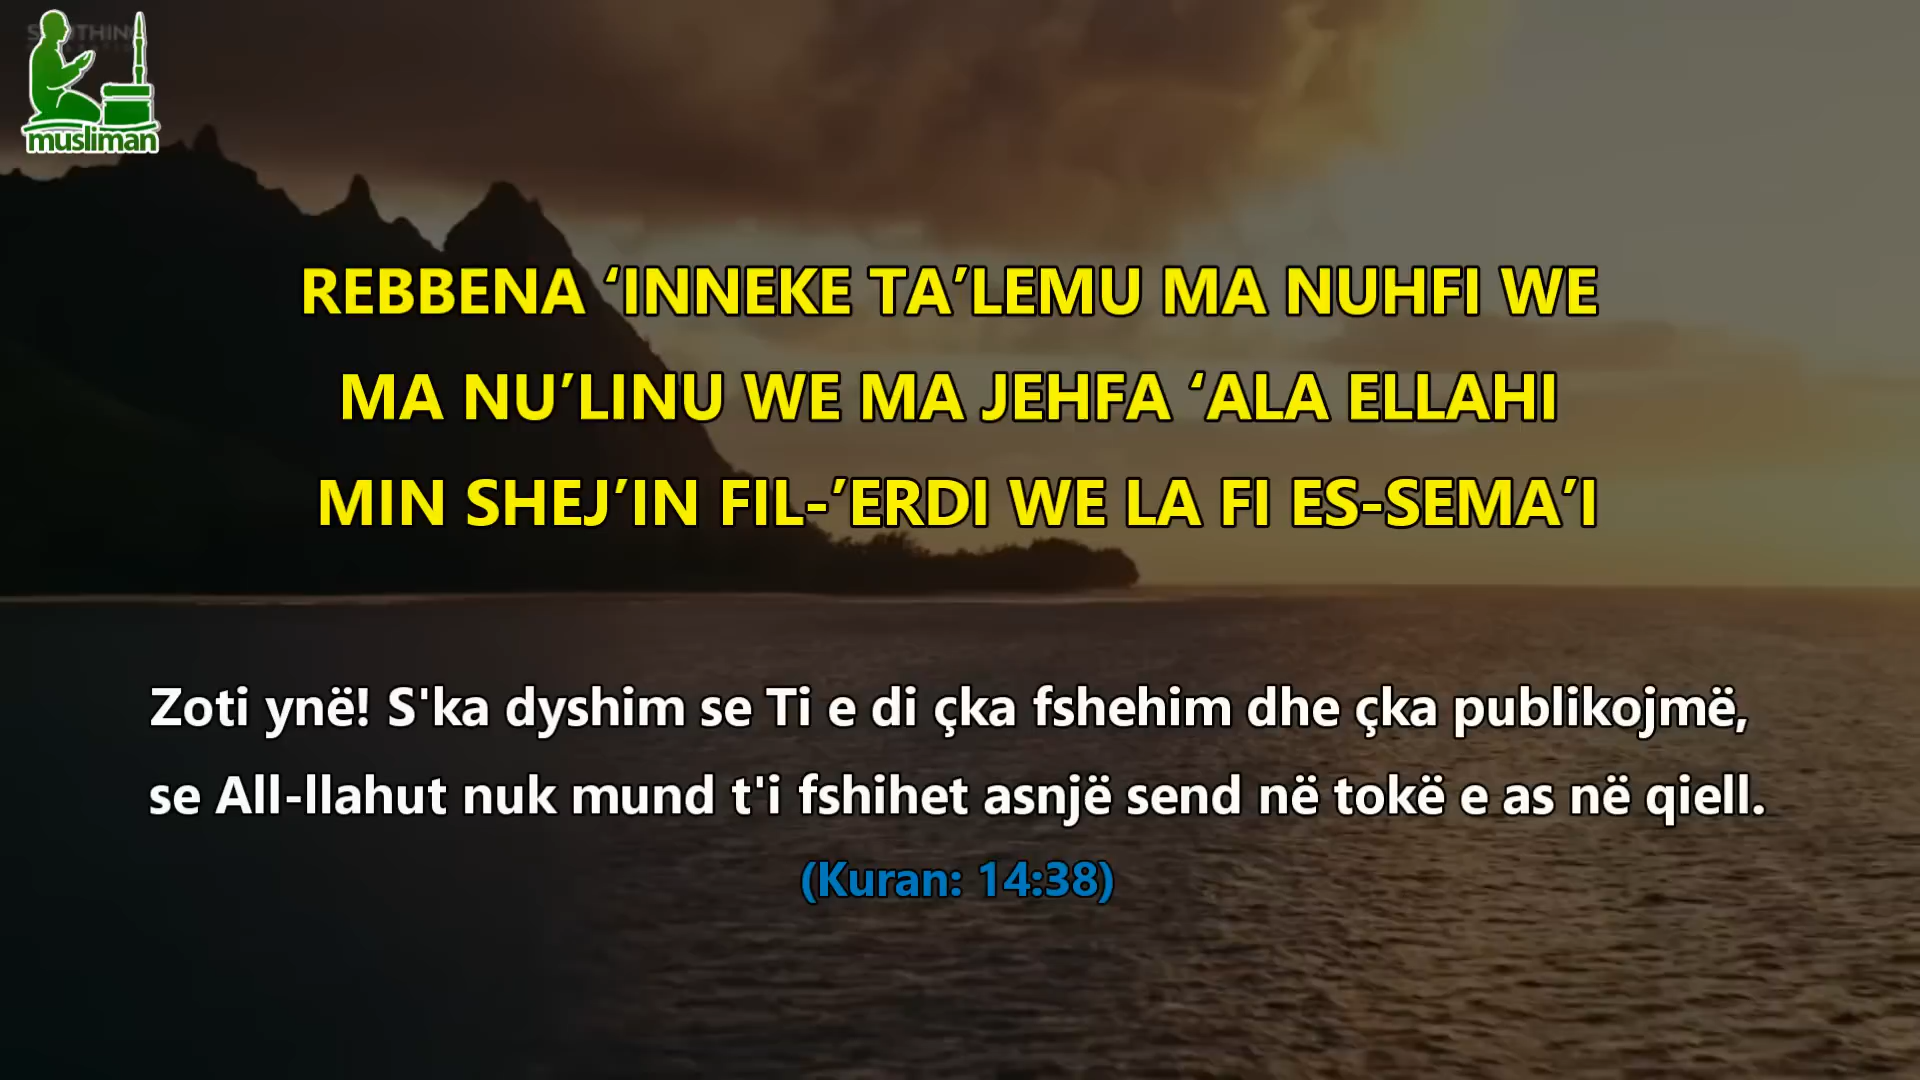 musliman
REBBENA ‘INNEKE TA’LEMU MA NUHFI WE
MA NU’LINU WE MA JEHFA ‘ALA ELLAHI
MIN SHEJ’IN FIL-’ERDI WE LA FI ES-SEMA’I
Zoti ynë! S'ka dyshim se Ti e di çka fshehim dhe çka publikojmë,
se All-llahut nuk mund t'i fshihet asnjë send në tokë e as në qiell.
(Kuran: 14:38)